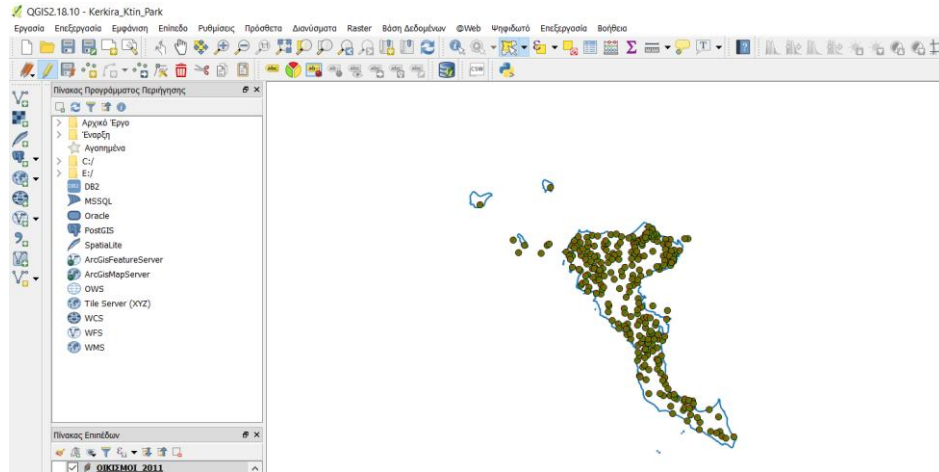 QGIS2.18.10 - Kerkira_Ktin_Park
Εργασία Επεξεργασία Εμφάνιση Επίπεδο Ρυθμίσεις Πρόσθετα Διανύσματα Raster Βάση Δεδομένων @Web Ψηφιδωτό Επεξεργασία Βοήθεια
Πίνακας Προγράμματος Περιήγησης
Αρχικό Έργο
Έναρξη
Αγαπημένα
C:/
E:/
DB2
MSSQL
Oracle
PostGIS
SpatiaLite
ArcGisFeatureServer
ArcGisMapServer
OWS
Tile Server (XYZ)
WCS
WFS
WMS
Πίνακας Επιπέδων
ΟΙΚΙΣΜΟΙ_2011